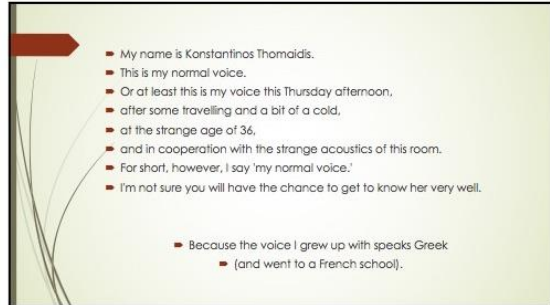 My name is Konstantinos Thomaidis.
This is my normal voice.
Or at least this is my voice this Thursday afternoon,
after some travelling and a bit of a cold,
at the strange age of 36,
and in cooperation with the strange acoustics of this room.
For short, however, I say 'my normal voice.'
I'm not sure you will have the chance to get to know her very well.
Because the voice I grew up with speaks Greek
(and went to a French school).